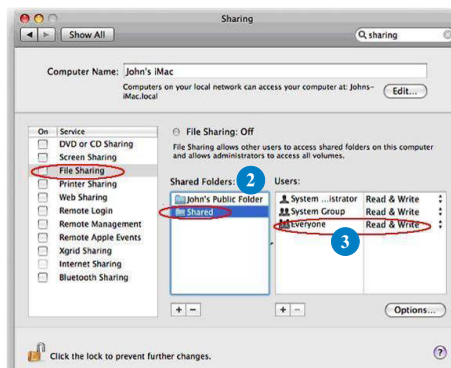 Sharing
Show All
sharing
Computer Name: John's iMac
Computers on your local network can access your computer at: Johns-
iMac.local
Edit...
On Service
DVD or CD Sharing
Screen Sharing
File Sharing
Printer Sharing
Web Sharing
Remote Login
Remote Management
Remote Apple Events
Xgrid Sharing
Internet Sharing
Bluetooth Sharing
File Sharing: Off
File Sharing allows other users to access shared folders on this computer
and allows administrators to access all volumes.
Shared Folders: 2 Users:
John's Public Folder
Shared
System ...istrator Read & Write
System Group Read & Write
Everyone Read & Write
3
+ - + -
Options...
Click the lock to prevent further changes.
?